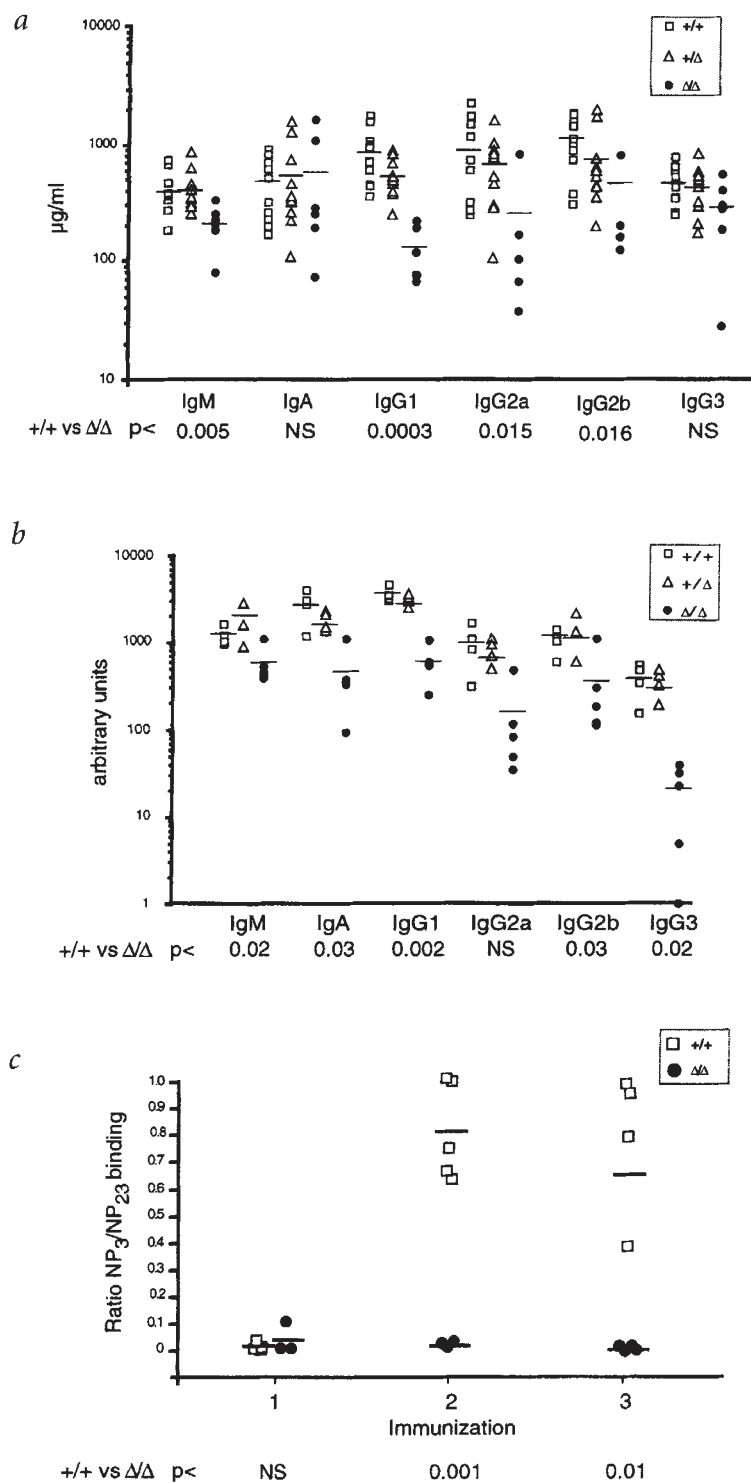 a
10000
1000
100
10
µg/ml
+/+
+/Δ
Δ/Δ
IgM IgA IgG1 IgG2a IgG2b IgG3
+/+ vs Δ/Δ p< 0.005 NS 0.0003 0.015 0.016 NS
b
10000
1000
100
10
1
arbitrary units
+/+
+/Δ
Δ/Δ
IgM IgA IgG1 IgG2a IgG2b IgG3
+/+ vs Δ/Δ p< 0.02 0.03 0.002 NS 0.03 0.02
c
+/+
Δ/Δ
1.0
0.9
0.8
0.7
0.6
0.5
0.4
0.3
0.2
0.1
0
Ratio NP3/NP23 binding
1 2 3
Immunization
+/+ vs Δ/Δ p< NS 0.001 0.01